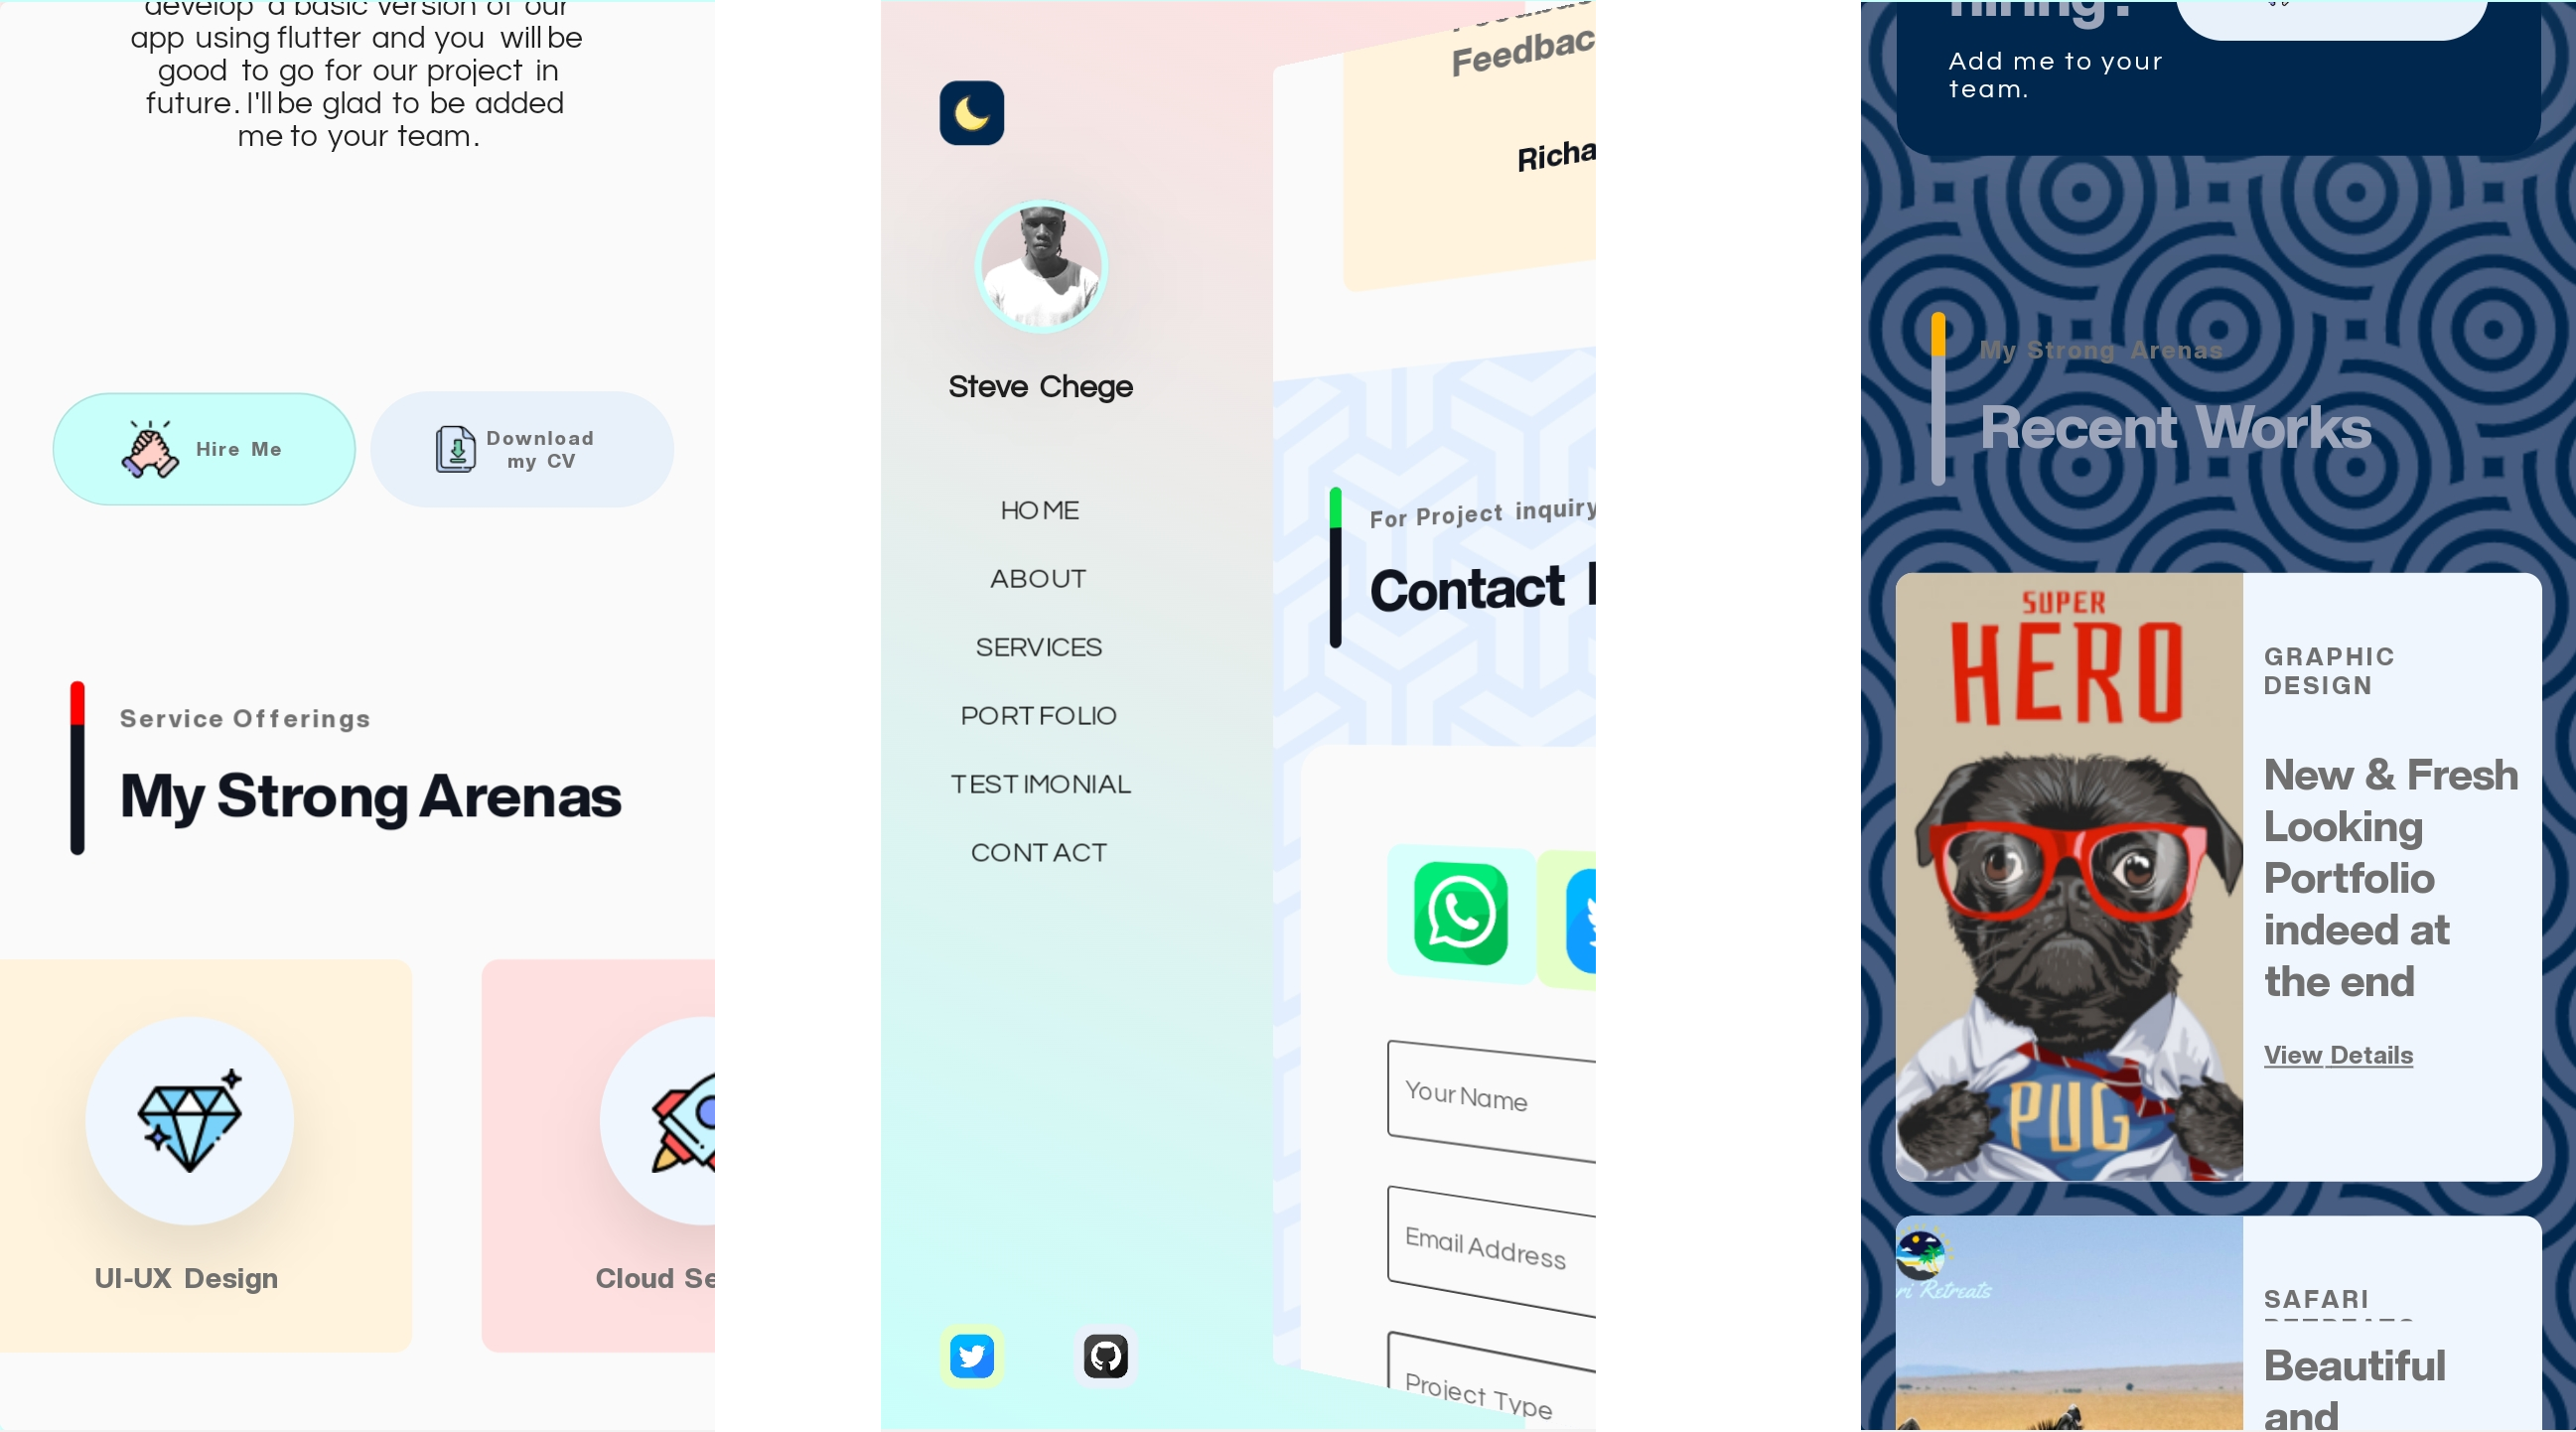 develop a basic version of our
app using flutter and you will be
good to go for our project in
future. I'll be glad to be added
me to your team.
Hire Me
Download
my CV
Service Offerings
My Strong Arenas
UI-UX Design
Cloud Se
Steve Chege
HOME
ABOUT
SERVICES
PORTFOLIO
TESTIMONIAL
CONTACT
Feedbac
Richa
For Project inquiry
Contact
Your Name
Email Address
Project Type
hiring?
Add me to your
team.
My Strong Arenas
Recent Works
SUPER
HERO
PUG
GRAPHIC
DESIGN
New & Fresh
Looking
Portfolio
indeed at
the end
View Details
ri Retreats
SAFARI
RETREATS
Beautiful
and